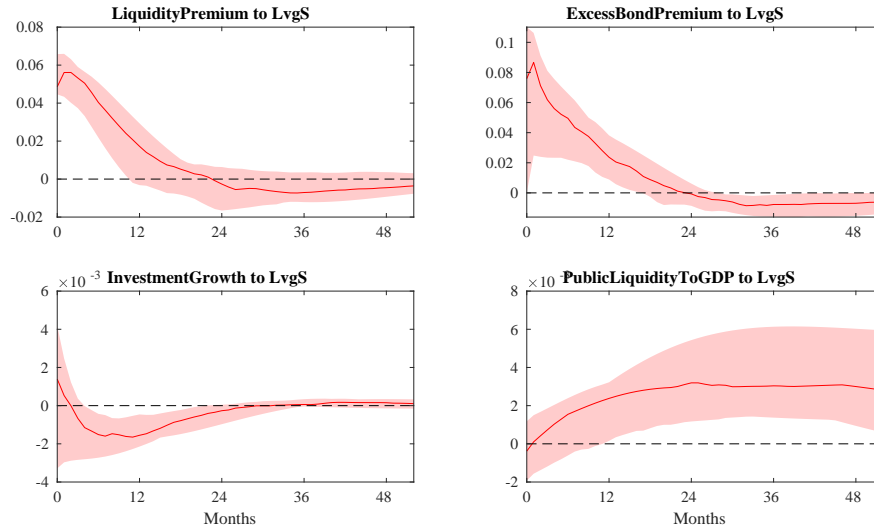 LiquidityPremium to LvgS
0.08
0.06
0.04
0.02
0
-0.02
0 12 24 36 48
ExcessBondPremium to LvgS
0.1
0.08
0.06
0.04
0.02
0
0 12 24 36 48
Months
InvestmentGrowth to LvgS
× 10 -3
6
4
2
0
-2
-4
0 12 24 36 48
Months
PublicLiquidityToGDP to LvgS
× 10
8
6
4
2
0
-2
0 12 24 36 48
Months